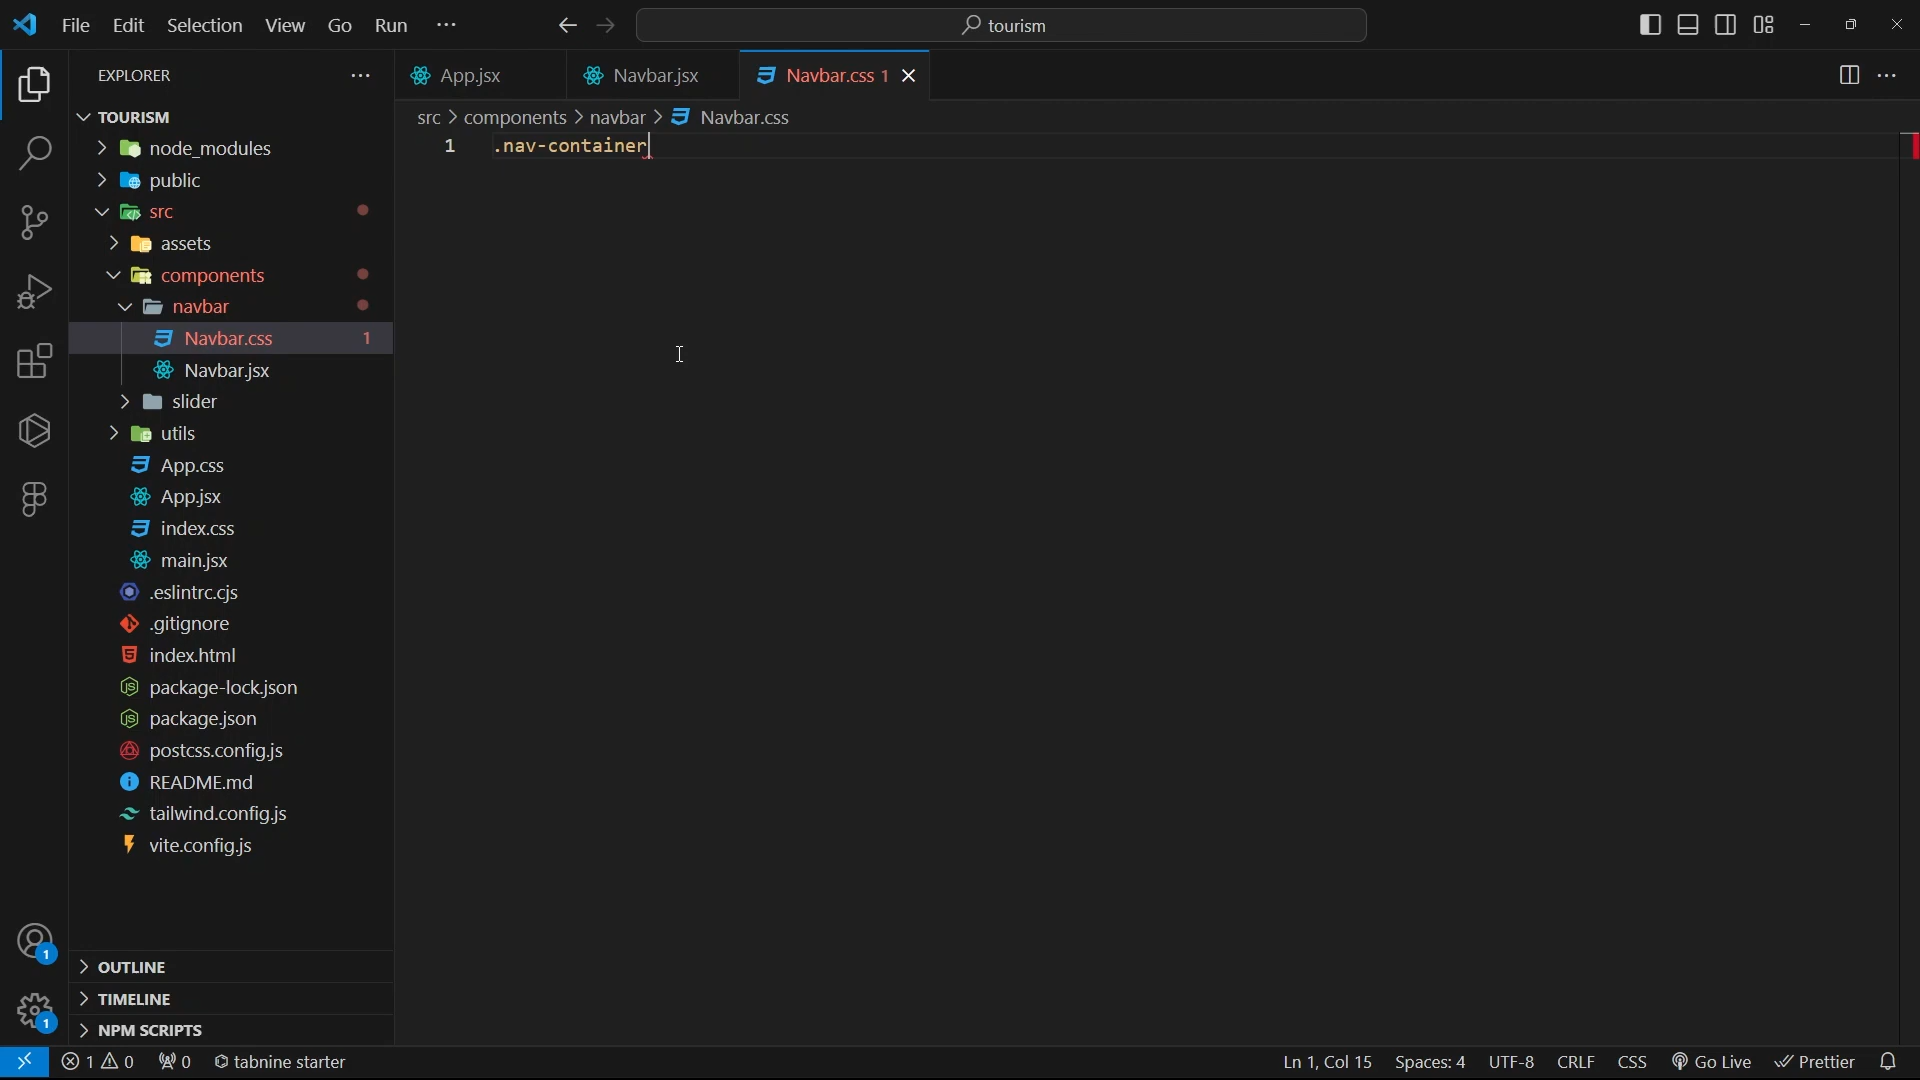 File Edit Selection View Go Run ··· tourism
EXPLORER ···
App.jsx Navbar.jsx Navbar.css 1
TOURISM
src > components > navbar > Navbar.css
1 .nav-container
node_modules
public
src
assets
components
navbar
Navbar.css 1
Navbar.jsx
slider
utils
App.css
App.jsx
index.css
main.jsx
.eslintrc.cjs
.gitignore
index.html
package-lock.json
package.json
postcss.config.js
README.md
tailwind.config.js
vite.config.js
1
OUTLINE
TIMELINE
1
NPM SCRIPTS
1 0 0 tabnine starter Ln 1, Col 15 Spaces: 4 UTF-8 CRLF CSS Go Live Prettier